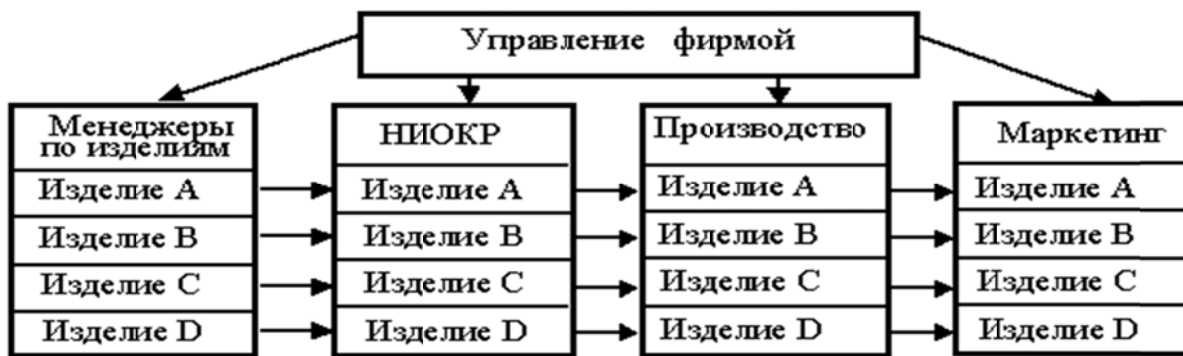 Управление фирмой
Менеджеры
по изделиям
Изделие А
Изделие В
Изделие С
Изделие D
НИОКР
Изделие А
Изделие В
Изделие С
Изделие D
Производство
Изделие А
Изделие В
Изделие С
Изделие D
Маркетинг
Изделие А
Изделие В
Изделие С
Изделие D